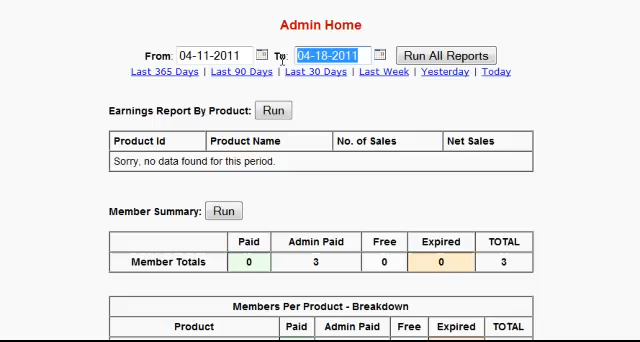 Admin Home
From: 04-11-2011 To: 04-18-2011 Run All Reports
Last 365 Days | Last 90 Days | Last 30 Days | Last Week | Yesterday | Today
Earnings Report By Product: Run
Product Id Product Name No. of Sales Net Sales
Sorry, no data found for this period.
Member Summary: Run
Paid Admin Paid Free Expired TOTAL
Member Totals 0 3 0 0 3
Members Per Product - Breakdown
Product Paid Admin Paid Free Expired TOTAL